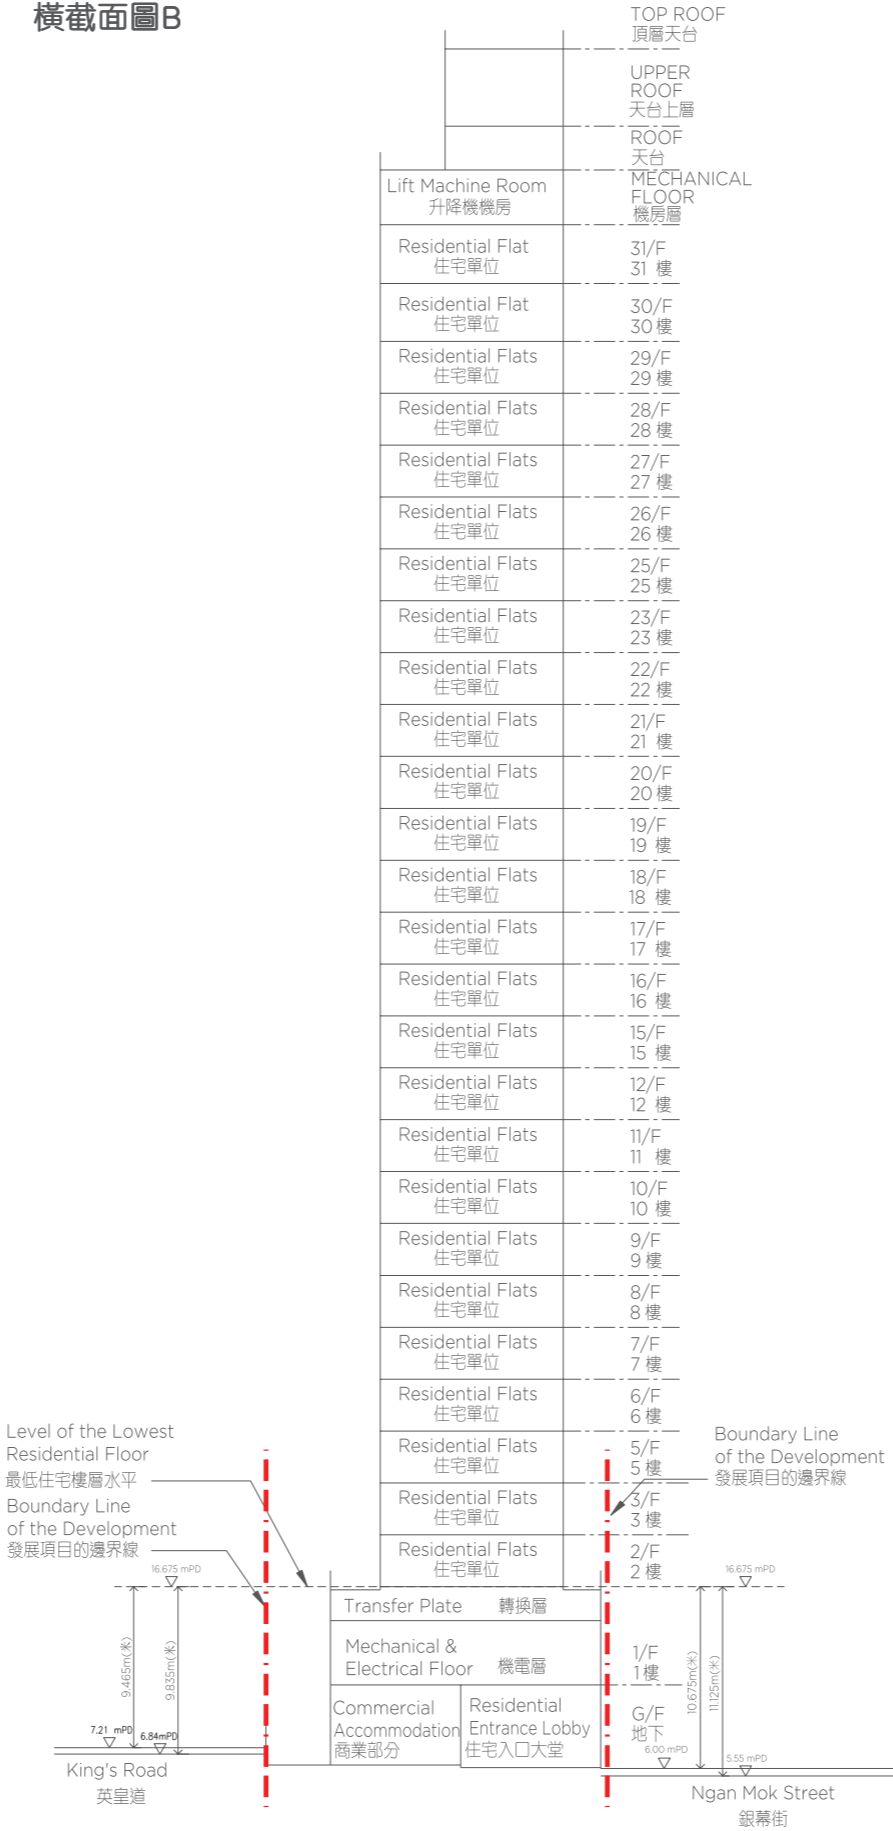 橫截面圖B
TOP ROOF
頂層天台
UPPER
ROOF
天台上層
ROOF
天台
Lift Machine Room
升降機機房
MECHANICAL
FLOOR
機房層
Residential Flat
住宅單位
31/F
31 樓
Residential Flat
住宅單位
30/F
30 樓
Residential Flats
住宅單位
29/F
29 樓
Residential Flats
住宅單位
28/F
28 樓
Residential Flats
住宅單位
27/F
27 樓
Residential Flats
住宅單位
26/F
26 樓
Residential Flats
住宅單位
25/F
25 樓
Residential Flats
住宅單位
23/F
23 樓
Residential Flats
住宅單位
22/F
22 樓
Residential Flats
住宅單位
21/F
21 樓
Residential Flats
住宅單位
20/F
20 樓
Residential Flats
住宅單位
19/F
19 樓
Residential Flats
住宅單位
18/F
18 樓
Residential Flats
住宅單位
17/F
17 樓
Residential Flats
住宅單位
16/F
16 樓
Residential Flats
住宅單位
15/F
15 樓
Residential Flats
住宅單位
12/F
12 樓
Residential Flats
住宅單位
11/F
11 樓
Residential Flats
住宅單位
10/F
10 樓
Residential Flats
住宅單位
9/F
9 樓
Residential Flats
住宅單位
8/F
8 樓
Residential Flats
住宅單位
7/F
7 樓
Residential Flats
住宅單位
6/F
6 樓
Residential Flats
住宅單位
5/F
5 樓
Residential Flats
住宅單位
3/F
3 樓
Residential Flats
住宅單位
2/F
2 樓
Level of the Lowest
Residential Floor
最低住宅樓層水平
Boundary Line
of the Development
發展項目的邊界線
Boundary Line
of the Development
發展項目的邊界線
16.675 mPD
16.675 mPD
Transfer Plate 轉換層
Mechanical &
Electrical Floor 機電層
1/F
1 樓
Commercial
Accommodation
商業部分
Residential
Entrance Lobby
住宅入口大堂
G/F
地下
9.465m(米)
9.835m(米)
10.675m(米)
11.125m(米)
7.21 mPD
6.84mPD
6.00 mPD
5.55 mPD
King's Road
英皇道
Ngan Mok Street
銀幕街